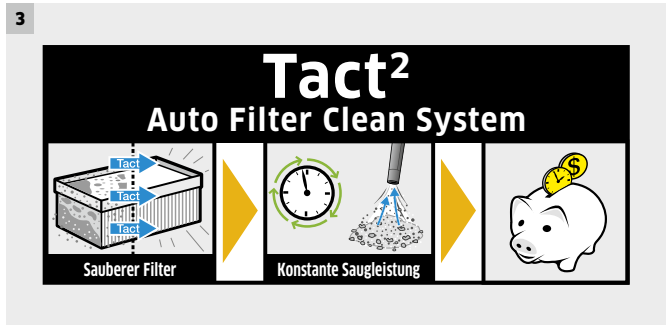 3
Tact²
Auto Filter Clean System
Tact
Tact
Tact
$
Sauberer Filter
Konstante Saugleistung